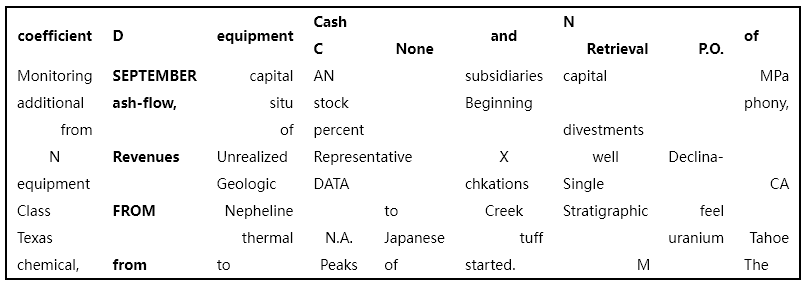 coefficient D equipment Cash and N of
C None Retrieval P.O.
Monitoring SEPTEMBER capital AN subsidiaries capital MPa
additional ash-flow, situ stock Beginning phony,
from of percent divestments
N Revenues Unrealized Representative X well Declina-
equipment Geologic DATA chkations Single CA
Class FROM Nepheline to Creek Stratigraphic feel
Texas thermal N.A. Japanese tuff uranium Tahoe
chemical, from to Peaks of started. M The